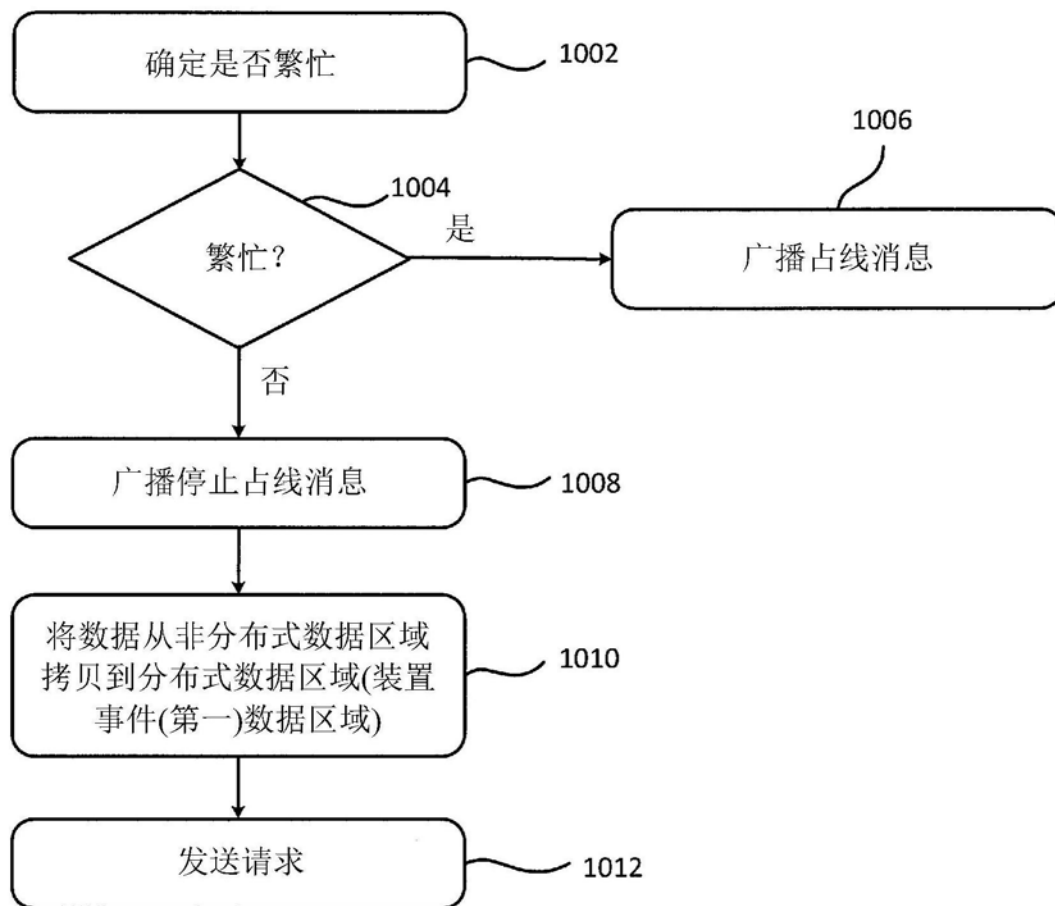 确定是否繁忙
1002
1006
1004
繁忙?
是
广播占线消息
否
广播停止占线消息
1008
将数据从非分布式数据区域
拷贝到分布式数据区域(装置
事件(第一)数据区域)
1010
发送请求
1012